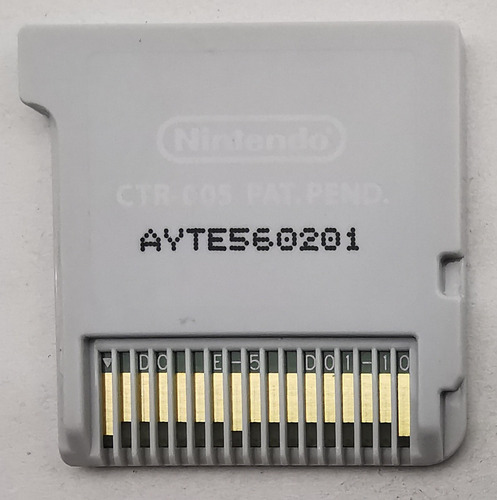 Nintendo
CTR-005 PAT. PEND.
AYTE560201